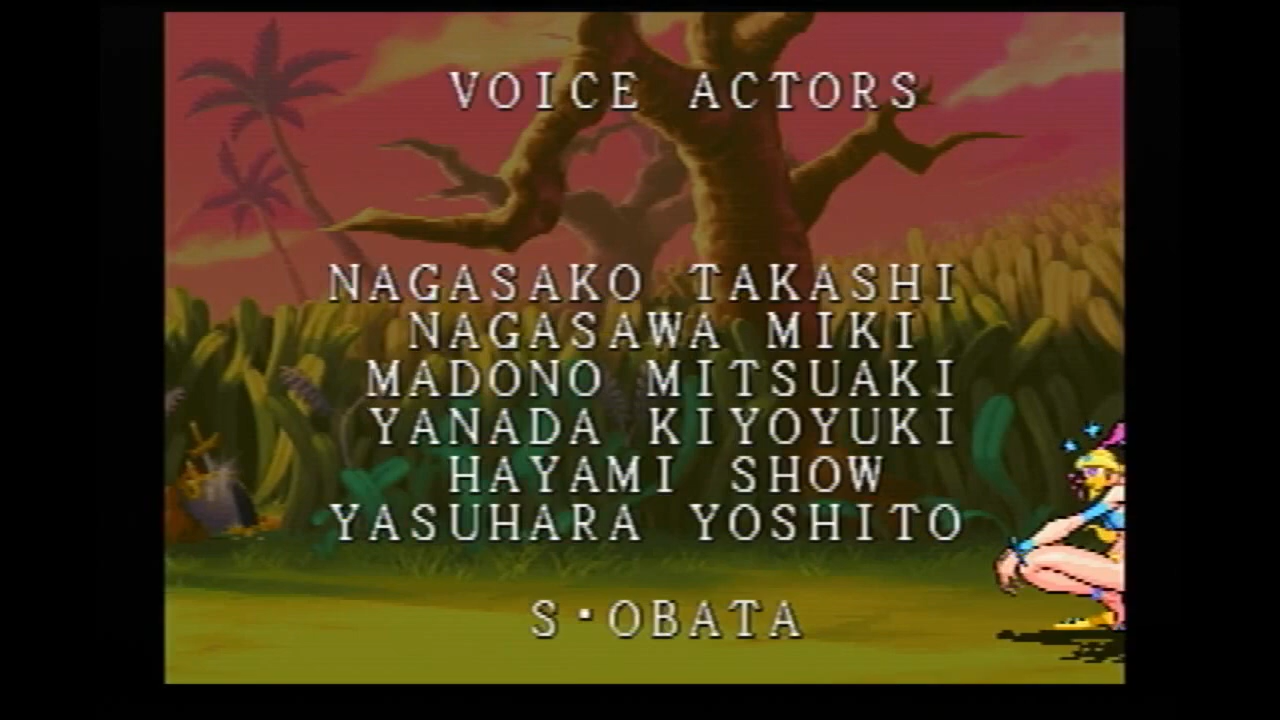 VOICE ACTORS
NAGASAKO TAKASHI
NAGASAWA MIKI
MADONO MITSUAKI
YANADA KIYOYUKI
HAYAMI SHOW
YASUHARA YOSHITO
S·OBATA